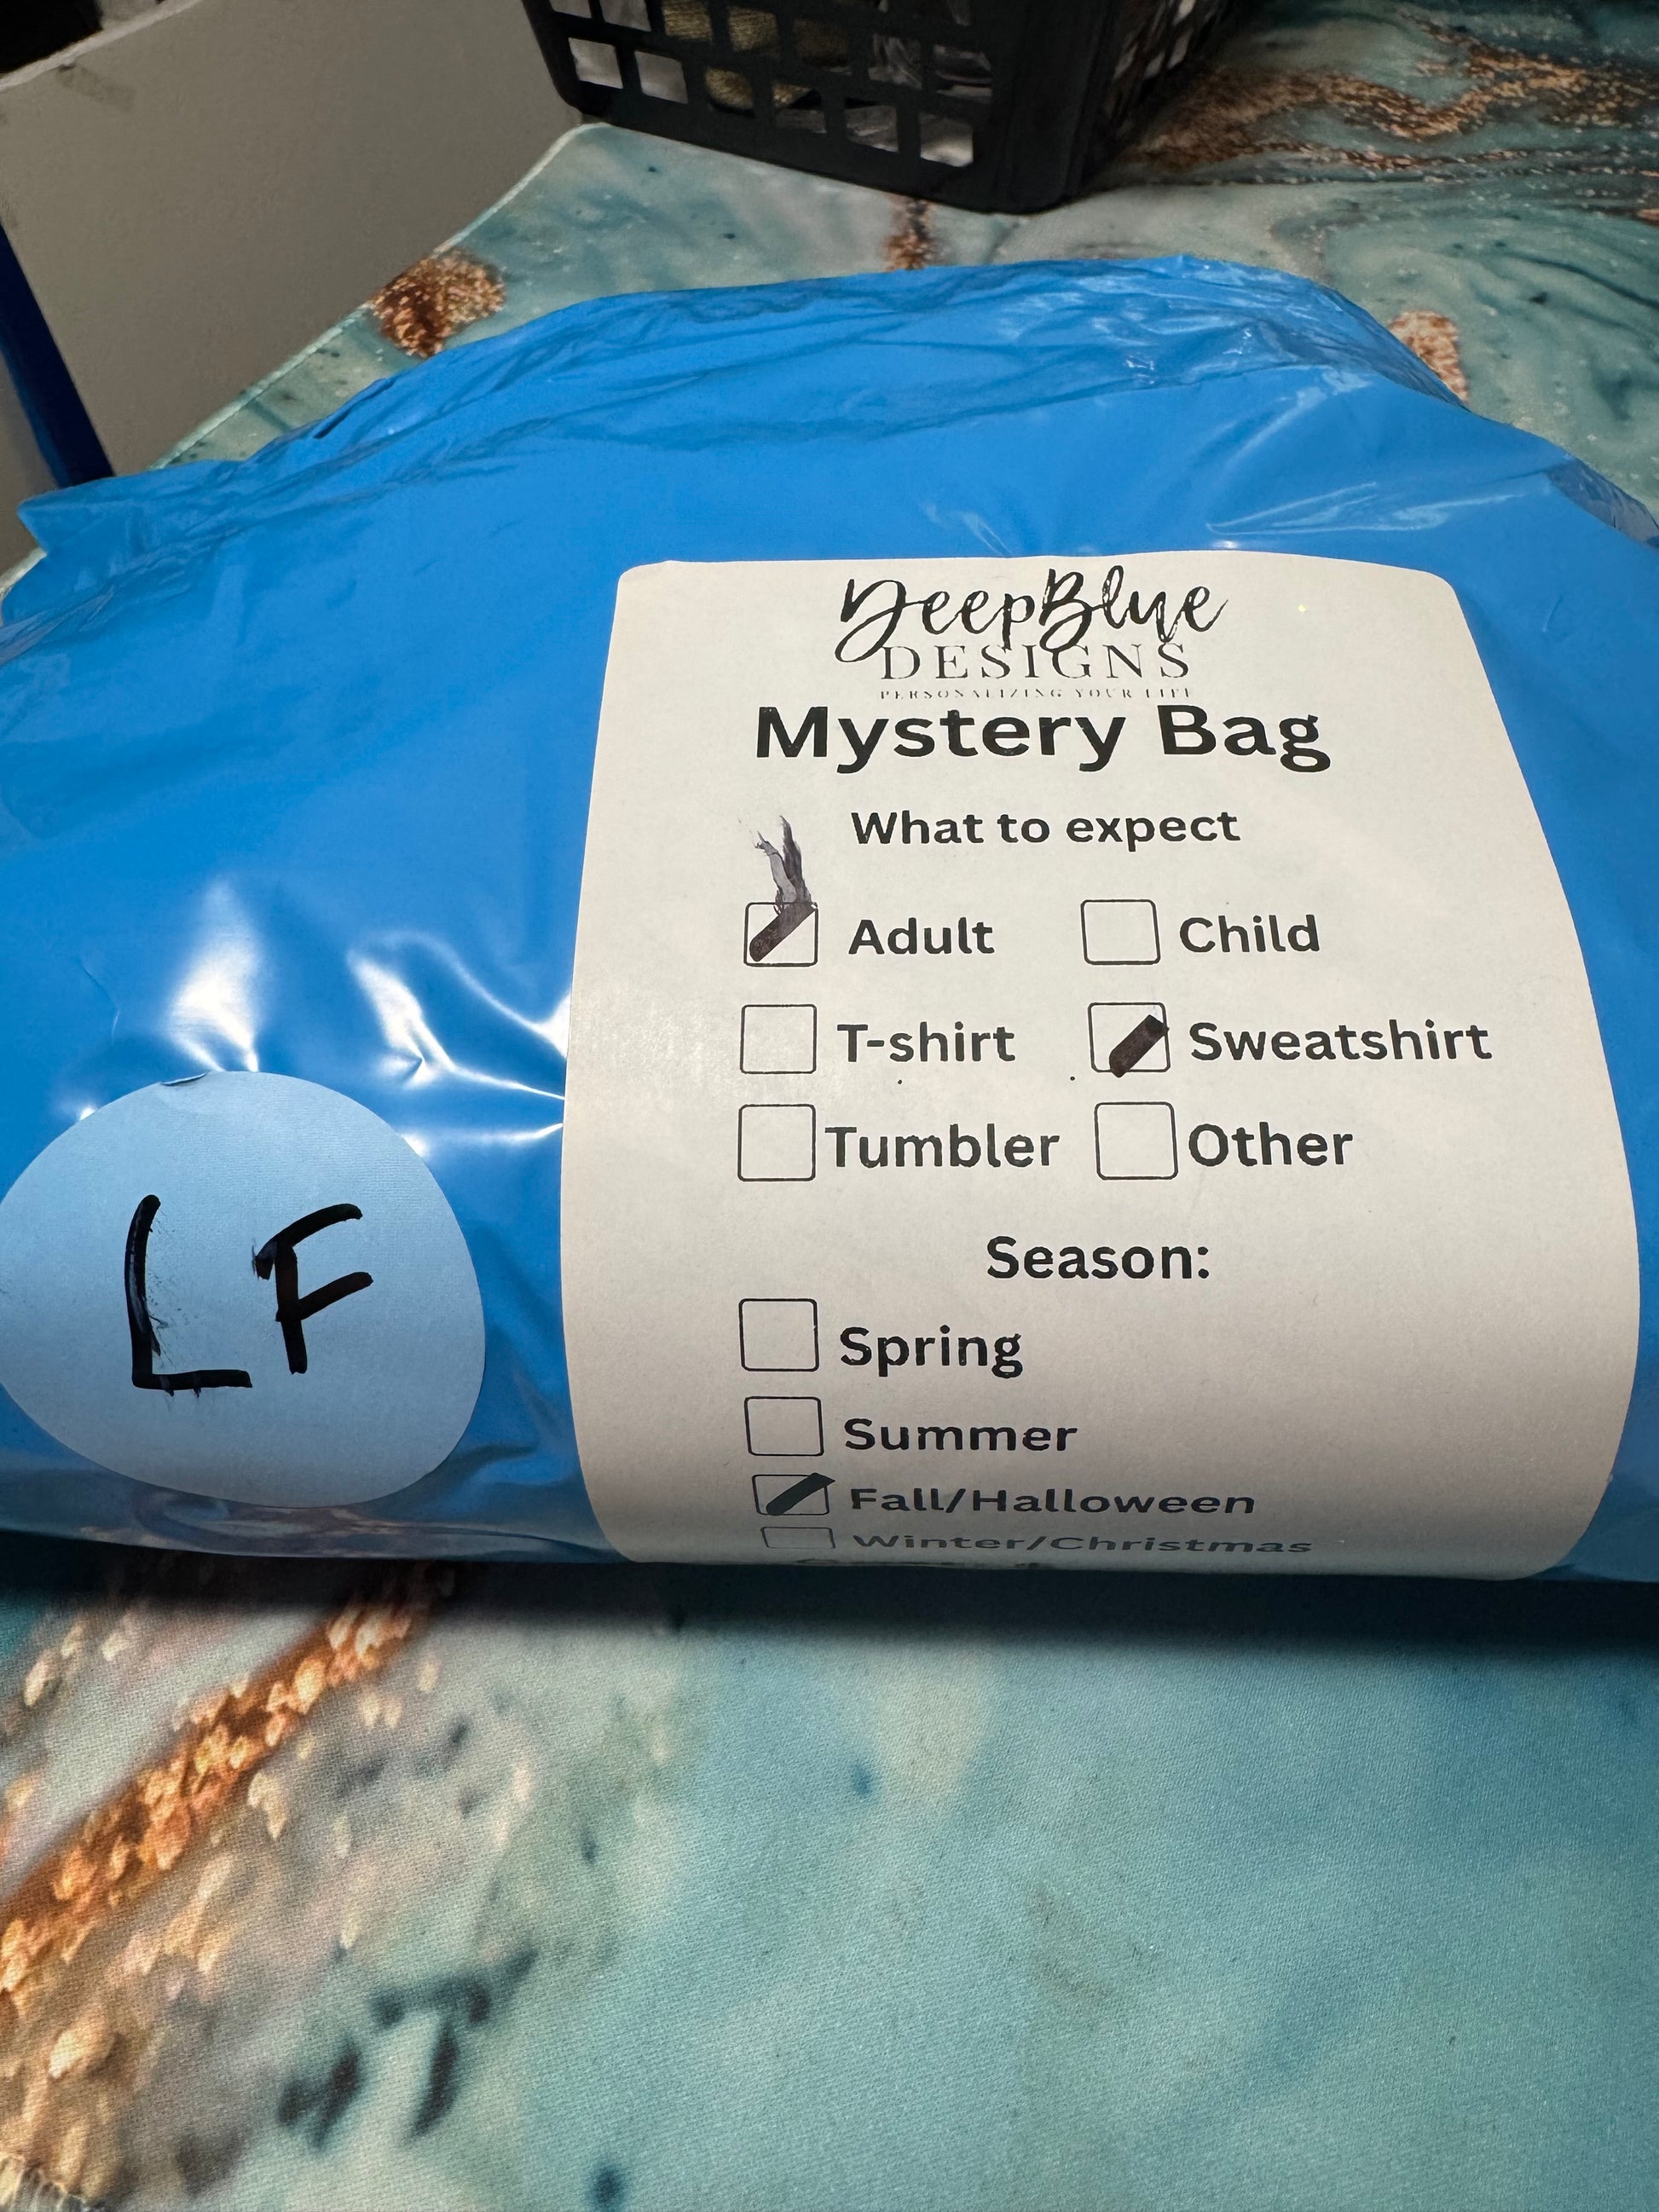 DeepBlue
DESIGNS
PERSONALIZING YOUR LIFE
Mystery Bag
What to expect
Adult Child
T-shirt Sweatshirt
Tumbler Other
Season:
Spring
Summer
Fall/Halloween
Winter/Christmas
LF